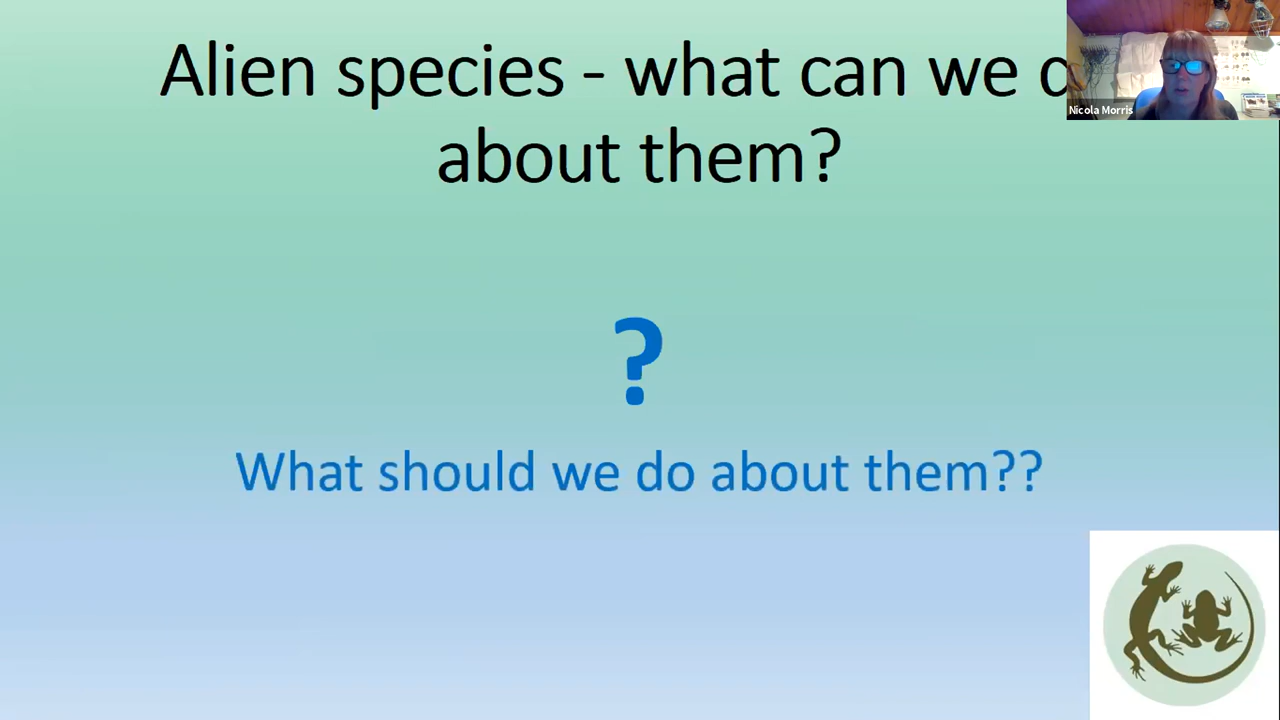 Alien species - what can we
about them?
Nicola Morris
?
What should we do about them??